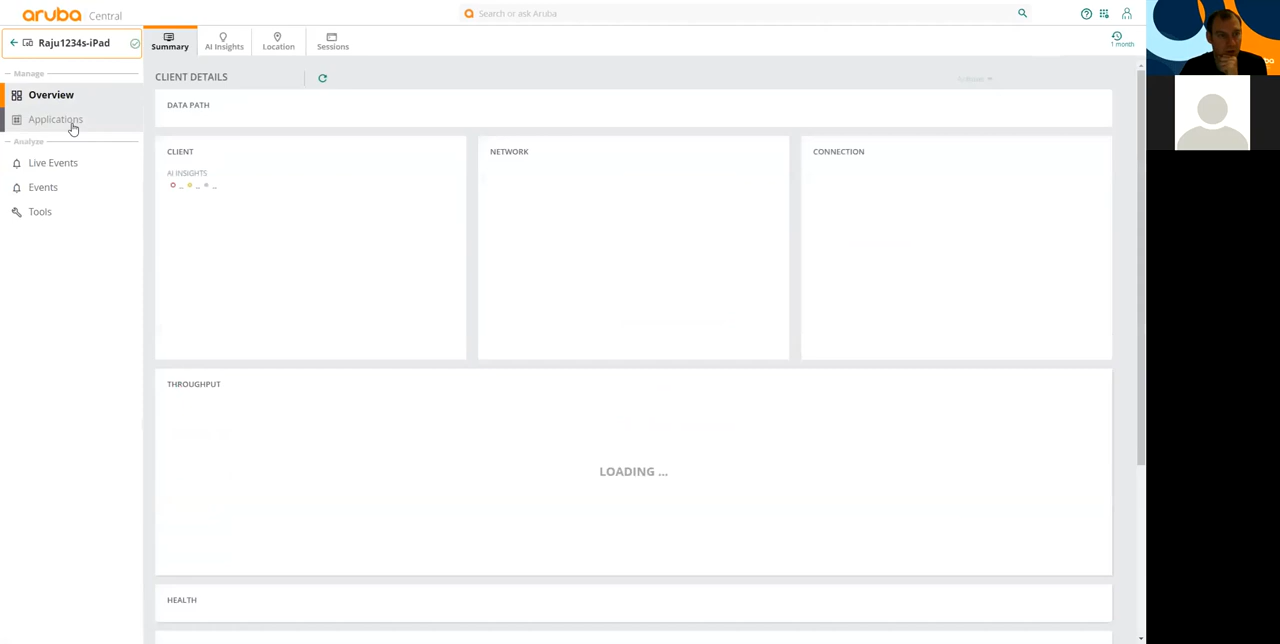 aruba Central
Search or ask Aruba
Raju1234s-iPad
Summary
AI Insights
Location
Sessions
1 month
Manage
Overview
Applications
Analyze
Live Events
Events
Tools
CLIENT DETAILS
Actions
DATA PATH
CLIENT
AI INSIGHTS
NETWORK
CONNECTION
THROUGHPUT
LOADING ...
HEALTH